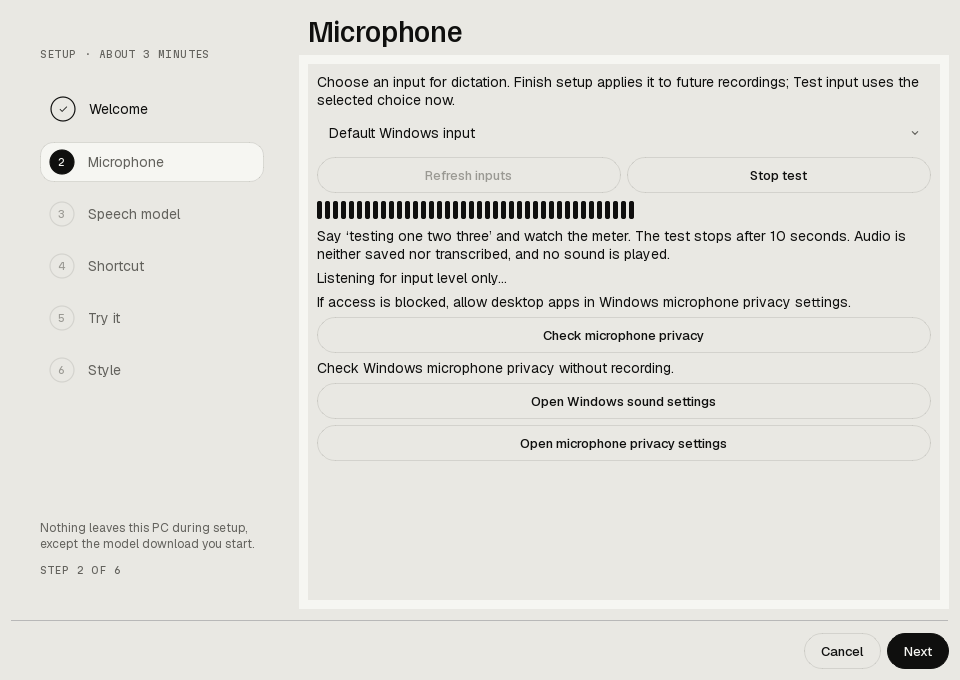 Microphone
SETUP · ABOUT 3 MINUTES
Welcome
2 Microphone
3 Speech model
4 Shortcut
5 Try it
6 Style
Nothing leaves this PC during setup,
except the model download you start.
STEP 2 OF 6
Choose an input for dictation. Finish setup applies it to future recordings; Test input uses the
selected choice now.
Default Windows input
Refresh inputs
Stop test
Say ‘testing one two three’ and watch the meter. The test stops after 10 seconds. Audio is
neither saved nor transcribed, and no sound is played.
Listening for input level only…
If access is blocked, allow desktop apps in Windows microphone privacy settings.
Check microphone privacy
Check Windows microphone privacy without recording.
Open Windows sound settings
Open microphone privacy settings
Cancel
Next